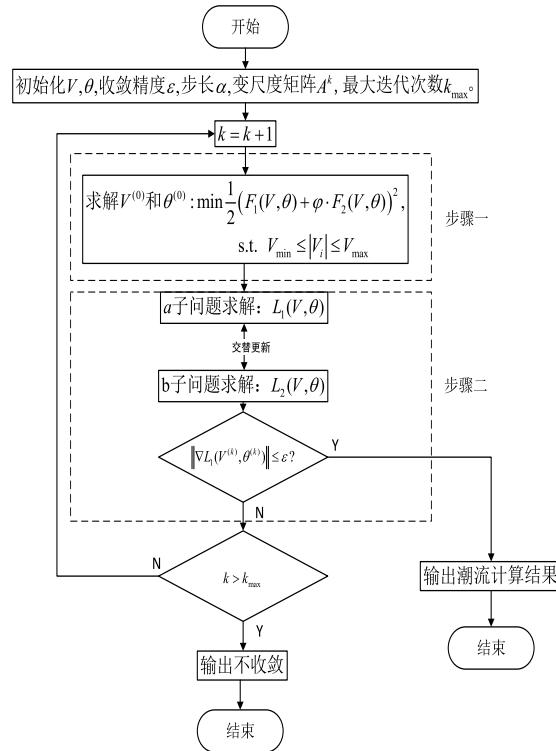 开始
初始化V,θ,收敛精度ε,步长α,变尺度矩阵A^k,最大迭代次数k_max。
k=k+1
求解V^(0)和θ^(0):min 1/2 (F_1(V,θ)+φ·F_2(V,θ))^2,
s.t. V_min≤|V_i|≤V_max
步骤一
a子问题求解：L_1(V,θ)
交替更新
b子问题求解：L_2(V,θ)
步骤二
‖∇L_1(V^(k),θ^(k))‖≤ε?
Y
N
N
k>k_max
输出潮流计算结果
Y
结束
输出不收敛
结束